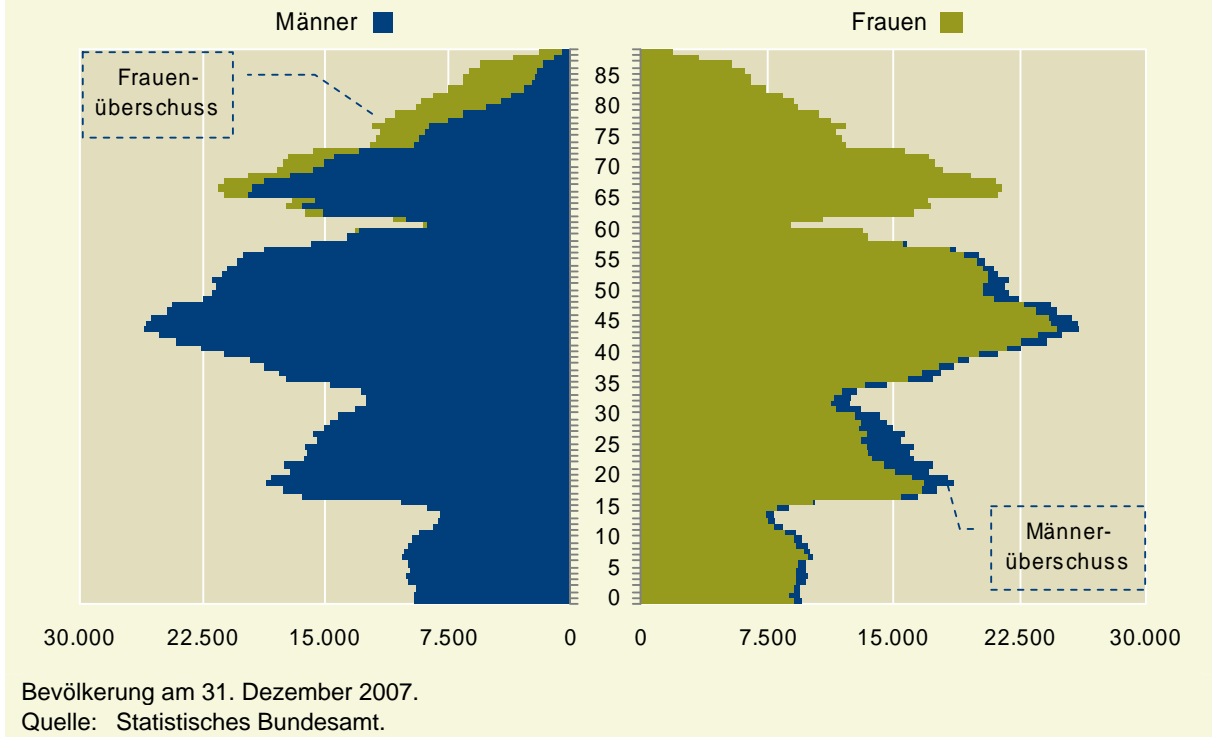 Männer
Frauen
Frauen-
überschuss
85
80
75
70
65
60
55
50
45
40
35
30
25
20
15
10
5
0
Männer-
überschuss
30.000 22.500 15.000 7.500 0 0 7.500 15.000 22.500 30.000
Bevölkerung am 31. Dezember 2007.
Quelle: Statistisches Bundesamt.